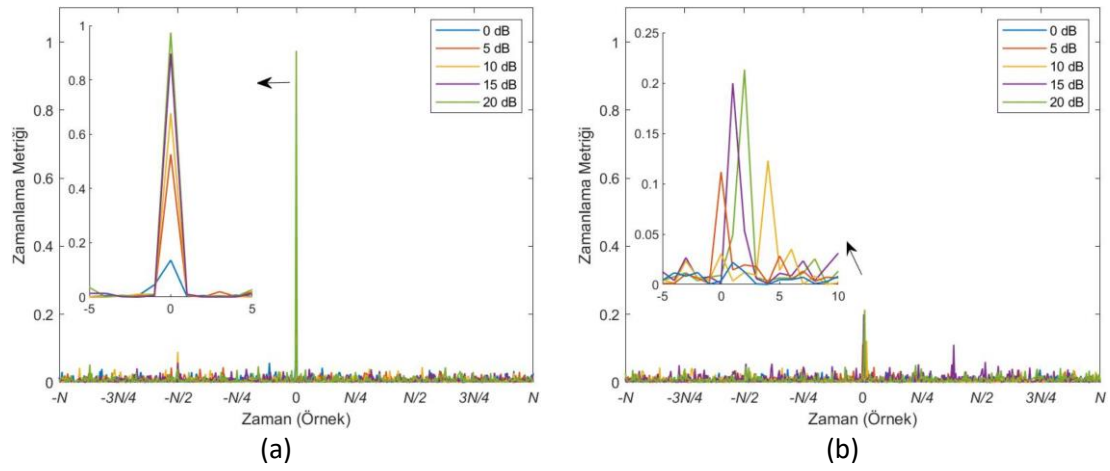 1
0.8
0.6
0.4
0.2
0
Zamanlama Metriği
-N
-3N/4
-N/2
-N/4
0
N/4
N/2
3N/4
N
Zaman (Örnek)
1
0.8
0.6
0.4
0.2
0
-5
0
5
0 dB
5 dB
10 dB
15 dB
20 dB
(a)
1
0.8
0.6
0.4
0.2
0
Zamanlama Metriği
-N
-3N/4
-N/2
-N/4
0
N/4
N/2
3N/4
N
Zaman (Örnek)
0.25
0.2
0.15
0.1
0.05
0
-5
0
5
10
0 dB
5 dB
10 dB
15 dB
20 dB
(b)